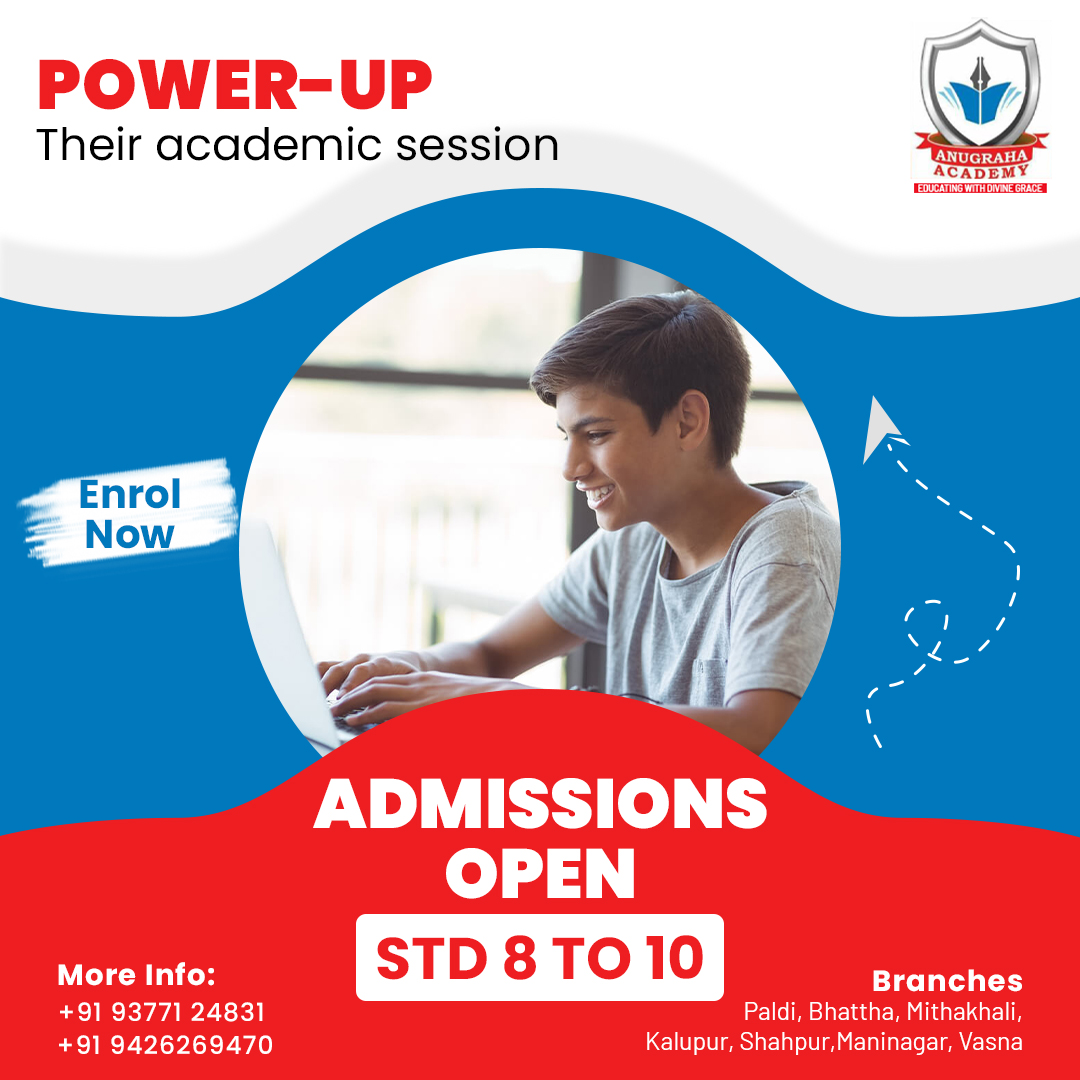 POWER-UP
Their academic session
ANUGRAHA
ACADEMY
EDUCATING WITH DIVINE GRACE
Enrol
Now
ADMISSIONS
OPEN
STD 8 TO 10
More Info:
+91 93771 24831
+91 9426269470
Branches
Paldi, Bhattha, Mithakhali,
Kalupur, Shahpur,Maninagar, Vasna